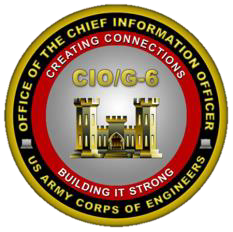 OFFICE OF THE CHIEF INFORMATION OFFICER
CREATING CONNECTIONS
CIO/G-6
BUILDING IT STRONG
US ARMY CORPS OF ENGINEERS